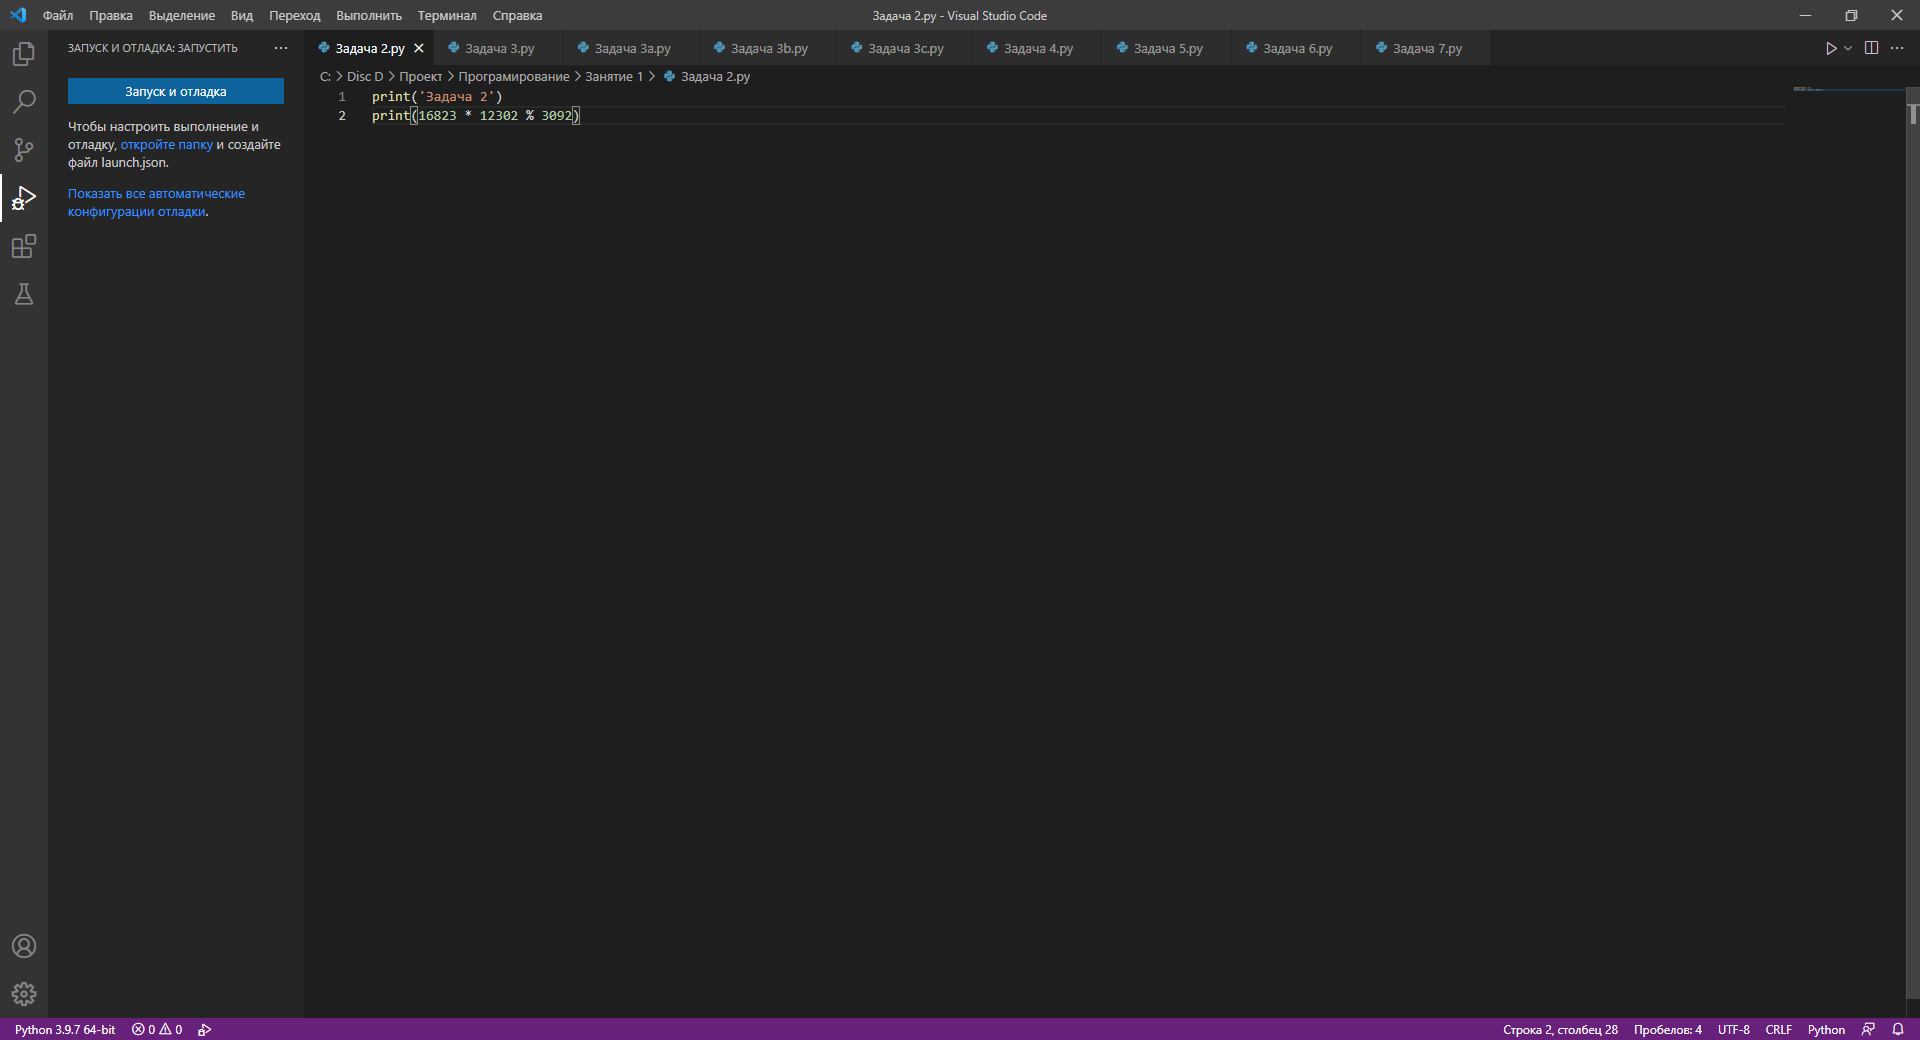 Файл Правка Выделение Вид Переход Выполнить Терминал Справка
Задача 2.py - Visual Studio Code
ЗАПУСК И ОТЛАДКА: ЗАПУСТИТЬ
Задача 2.py Задача 3.py Задача 3a.py Задача 3b.py Задача 3c.py Задача 4.py Задача 5.py Задача 6.py Задача 7.py
C: > Disc D > Проект > Програмирование > Занятие 1 > Задача 2.py
Запуск и отладка
Чтобы настроить выполнение и
отладку, откройте папку и создайте
файл launch.json.
Показать все автоматические
конфигурации отладки.
1 print('Задача 2')
2 print(16823 * 12302 % 3092)
Python 3.9.7 64-bit 0 0 Строка 2, столбец 28 Пробелов: 4 UTF-8 CRLF Python